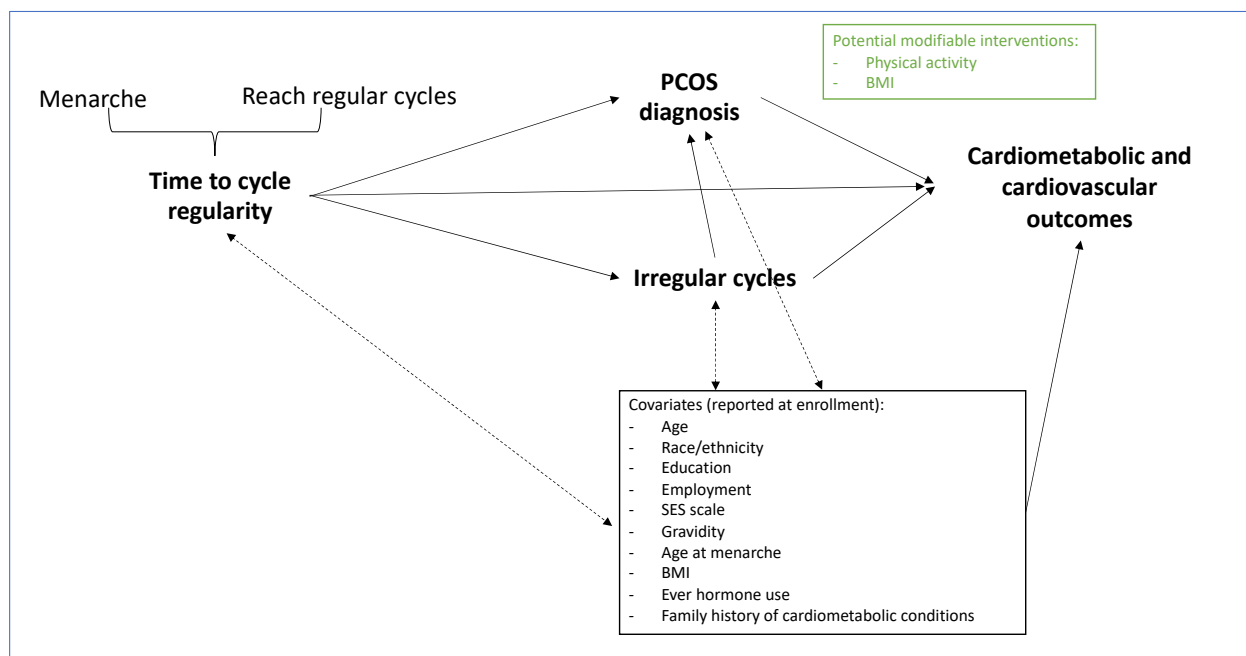 Potential modifiable interventions:
- Physical activity
- BMI
Menarche
Reach regular cycles
PCOS
diagnosis
Time to cycle
regularity
Cardiometabolic and
cardiovascular
outcomes
Irregular cycles
Covariates (reported at enrollment):
- Age
- Race/ethnicity
- Education
- Employment
- SES scale
- Gravidity
- Age at menarche
- BMI
- Ever hormone use
- Family history of cardiometabolic conditions